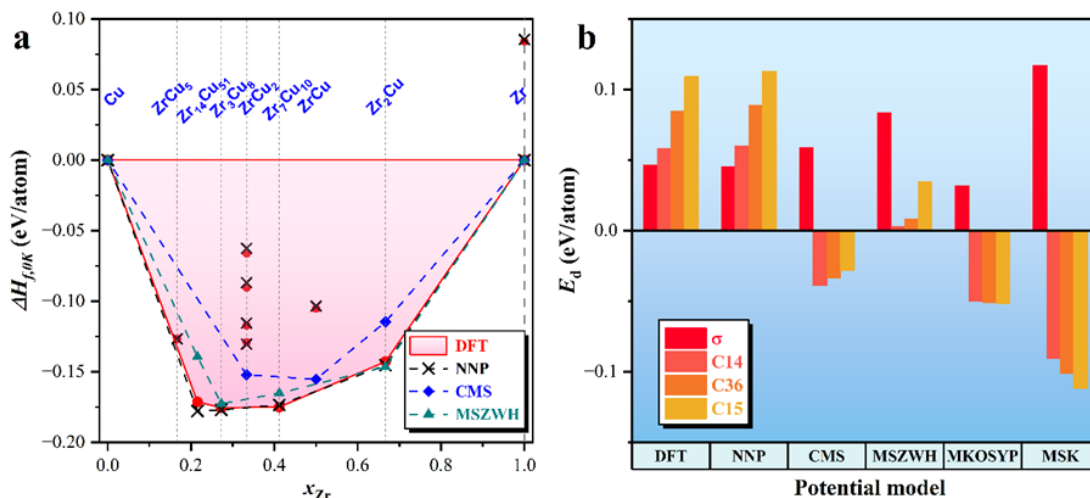 a
ΔH_{f,0K} (eV/atom)
0.10
0.05
0.00
−0.05
−0.10
−0.15
−0.20
Cu
ZrCu₅
Zr₁₄Cu₅₁
Zr₃Cu₈
ZrCu₂
Zr₇Cu₁₀
ZrCu
Zr₂Cu
Zr
DFT
NNP
CMS
MSZWH
0.0
0.2
0.4
0.6
0.8
1.0
x_{Zr}
b
E_d (eV/atom)
0.1
0.0
−0.1
σ
C14
C36
C15
DFT
NNP
CMS
MSZWH
MKOSYP
MSK
Potential model